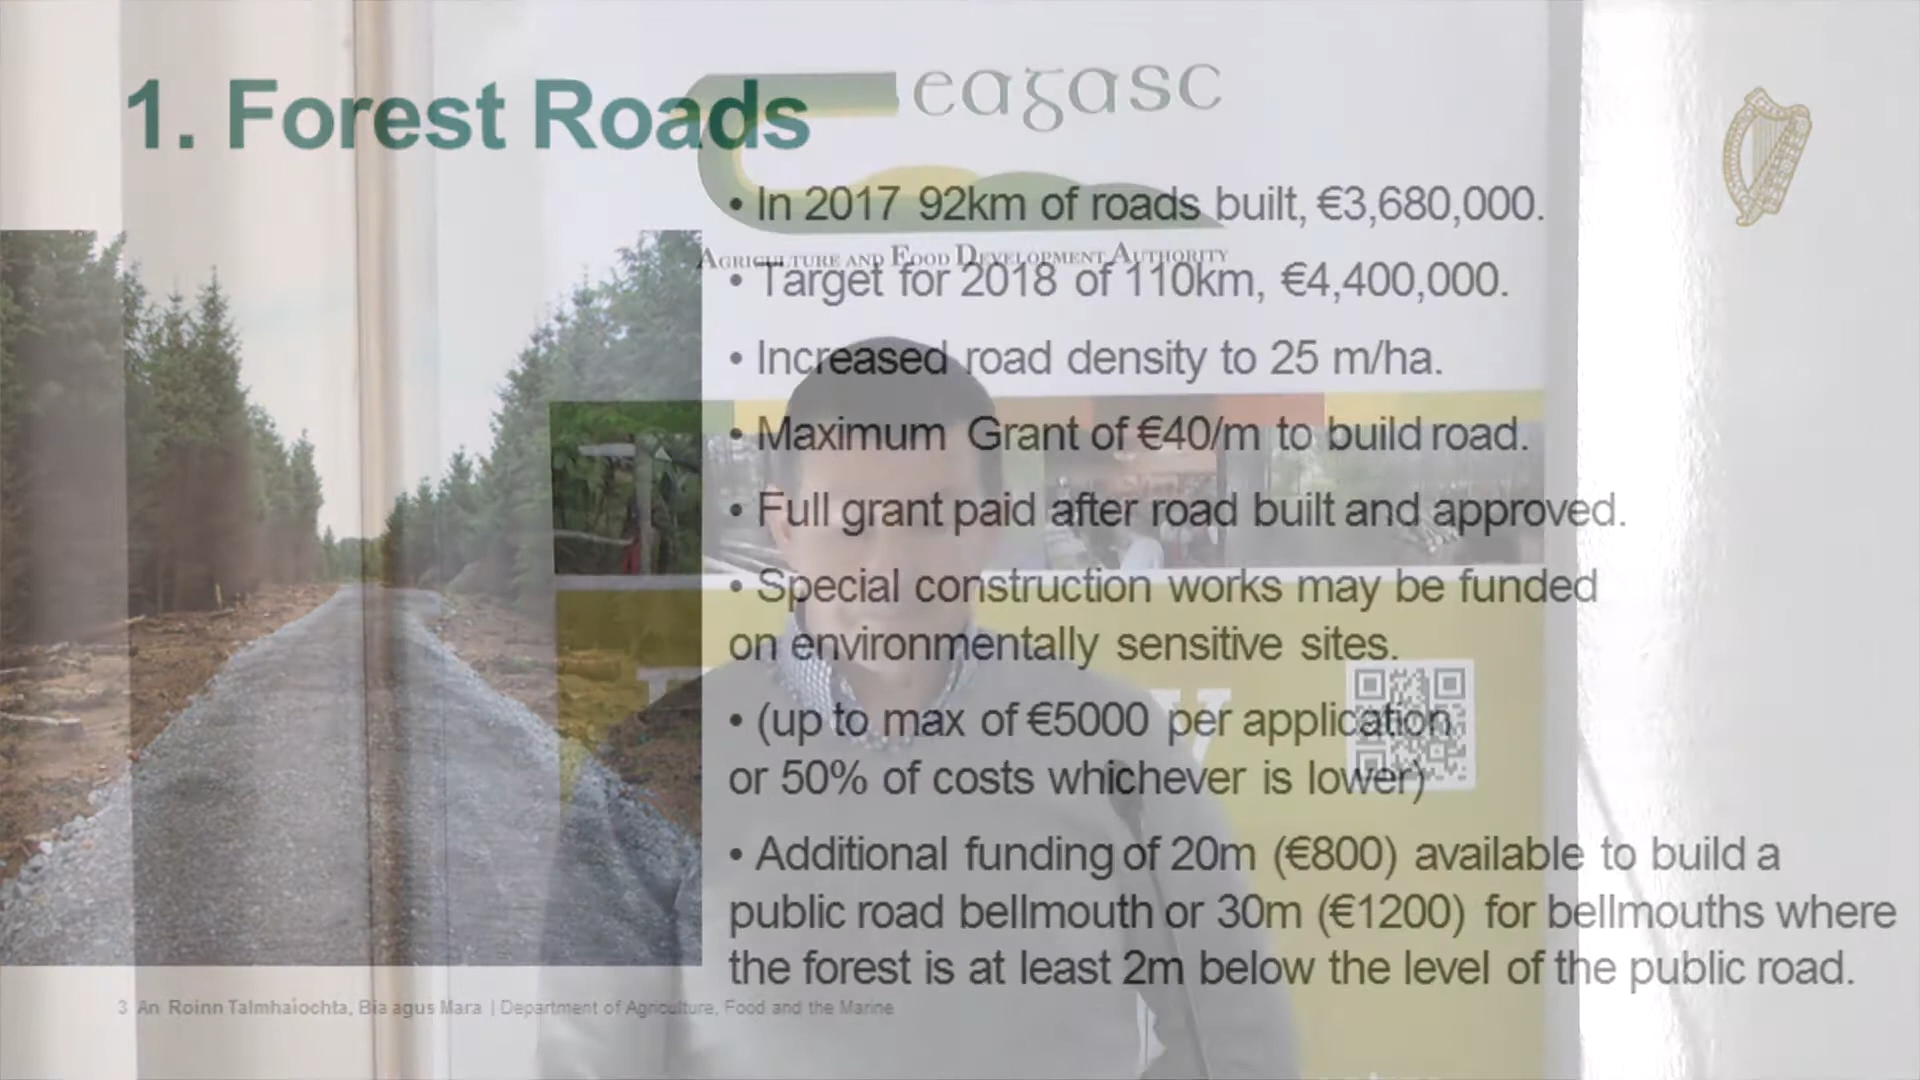 1. Forest Roads
eagasc
AGRICULTURE AND FOOD DEVELOPMENT AUTHORITY
• In 2017 92km of roads built, €3,680,000.
• Target for 2018 of 110km, €4,400,000.
• Increased road density to 25 m/ha.
• Maximum Grant of €40/m to build road.
• Full grant paid after road built and approved.
• Special construction works may be funded
on environmentally sensitive sites.
• (up to max of €5000 per application
or 50% of costs whichever is lower)
• Additional funding of 20m (€800) available to build a
public road bellmouth or 30m (€1200) for bellmouths where
the forest is at least 2m below the level of the public road.
3 An Roinn Talmhaíochta, Bia agus Mara | Department of Agriculture, Food and the Marine